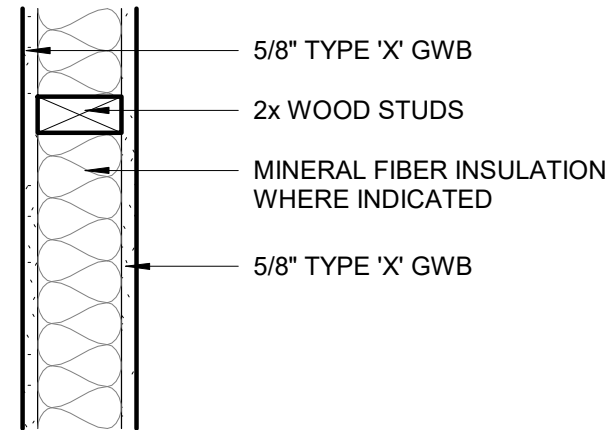 5/8" TYPE 'X' GWB
2x WOOD STUDS
MINERAL FIBER INSULATION
WHERE INDICATED
5/8" TYPE 'X' GWB